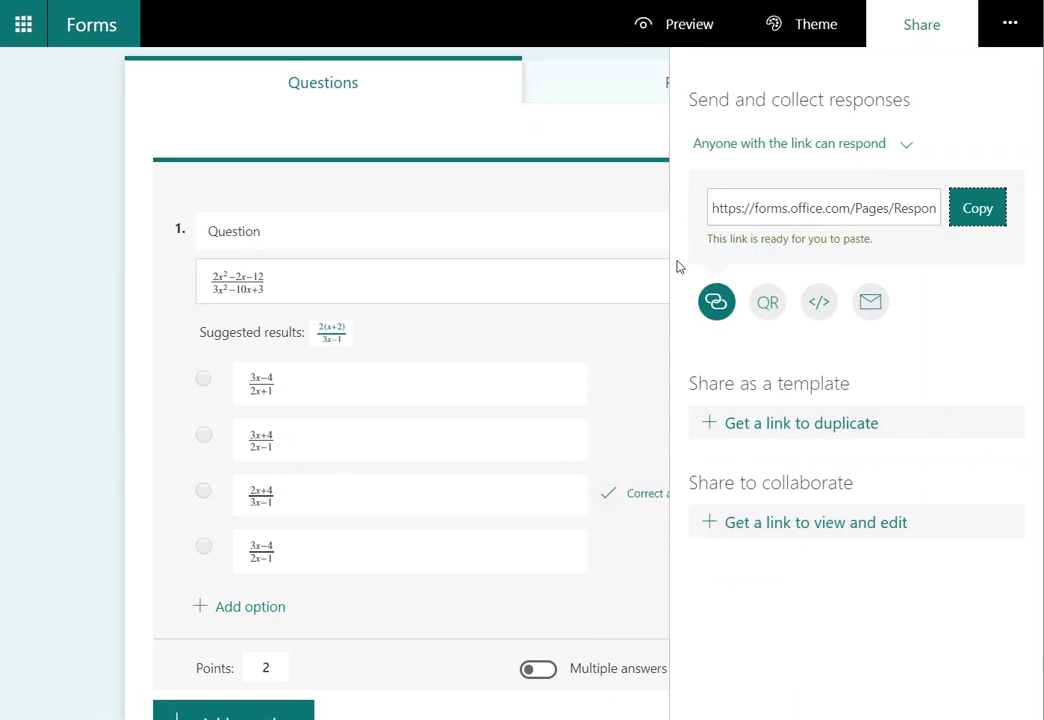 Forms
Preview
Theme
Share
...
Questions
Send and collect responses
Anyone with the link can respond
https://forms.office.com/Pages/Respon
Copy
This link is ready for you to paste.
1.
Question
2x²−2x−12
3x²−10x+3
QR
</>
Suggested results:
2(x+2)
3x−1
3x−4
2x+1
Share as a template
+ Get a link to duplicate
3x+4
2x−1
2x+4
3x−1
Correct a
Share to collaborate
+ Get a link to view and edit
3x−4
2x−1
+ Add option
Points:
2
Multiple answers